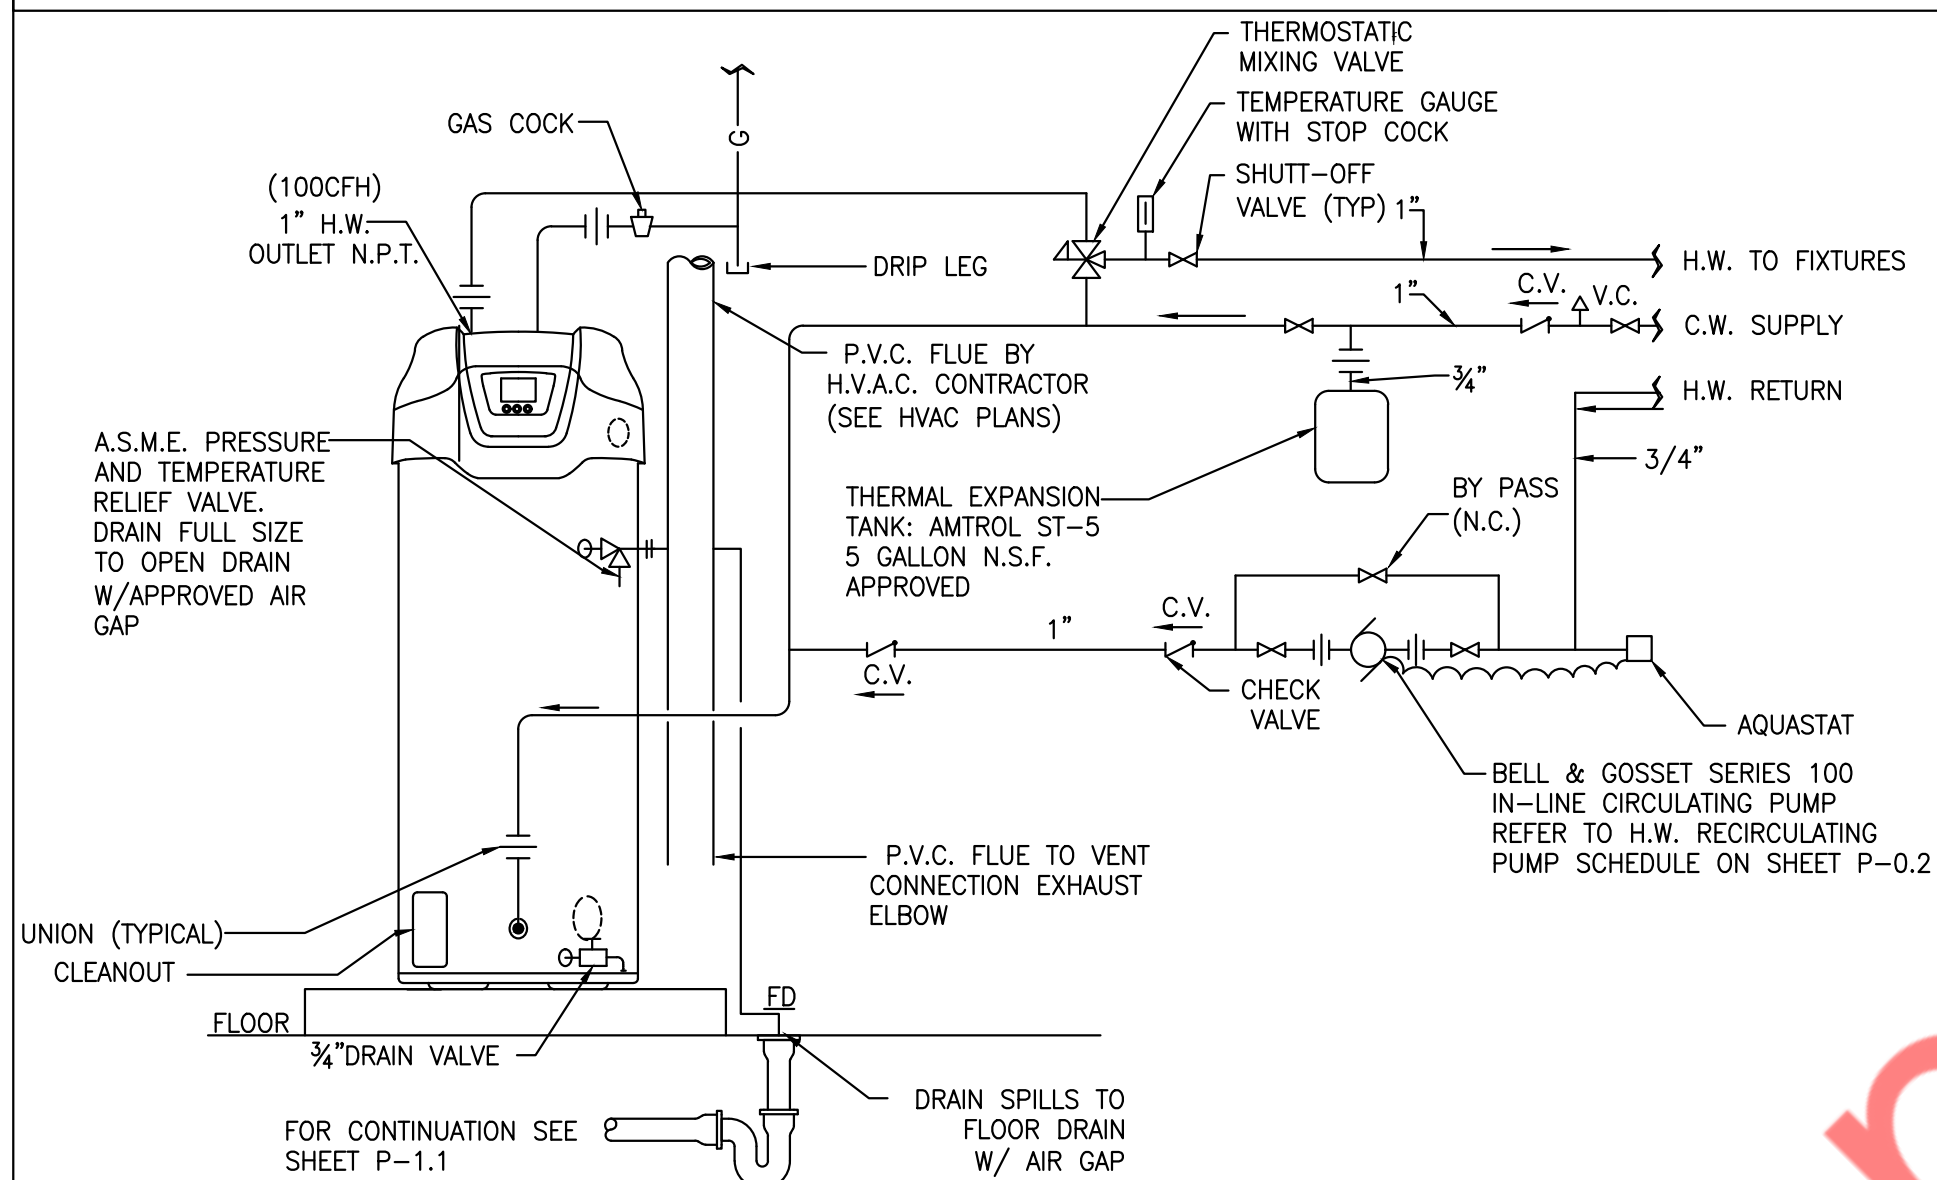 THERMOSTATIC
MIXING VALVE
TEMPERATURE GAUGE
WITH STOP COCK
GAS COCK
G
SHUTT-OFF
VALVE (TYP) 1"
(100CFH)
1" H.W.
OUTLET N.P.T.
DRIP LEG
H.W. TO FIXTURES
C.V.
1"
V.C.
C.W. SUPPLY
P.V.C. FLUE BY
H.V.A.C. CONTRACTOR
(SEE HVAC PLANS)
¾"
H.W. RETURN
3/4"
A.S.M.E. PRESSURE
AND TEMPERATURE
RELIEF VALVE.
DRAIN FULL SIZE
TO OPEN DRAIN
W/APPROVED AIR
GAP
THERMAL EXPANSION
TANK: AMTROL ST-5
5 GALLON N.S.F.
APPROVED
BY PASS
(N.C.)
C.V.
1"
C.V.
CHECK
VALVE
AQUASTAT
BELL & GOSSET SERIES 100
IN-LINE CIRCULATING PUMP
REFER TO H.W. RECIRCULATING
PUMP SCHEDULE ON SHEET P-0.2
P.V.C. FLUE TO VENT
CONNECTION EXHAUST
ELBOW
UNION (TYPICAL)
CLEANOUT
FD
FLOOR
¾"DRAIN VALVE
DRAIN SPILLS TO
FLOOR DRAIN
W/ AIR GAP
FOR CONTINUATION SEE
SHEET P-1.1